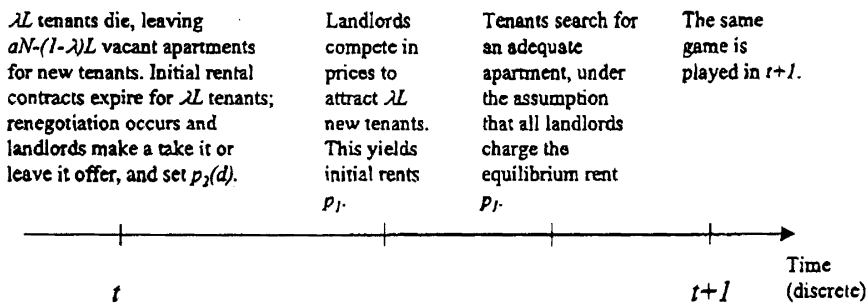 λL tenants die, leaving
aN-(1-λ)L vacant apartments
for new tenants. Initial rental
contracts expire for λL tenants;
renegotiation occurs and
landlords make a take it or
leave it offer, and set p₂(d).
Landlords
compete in
prices to
attract λL
new tenants.
This yields
initial rents
p₁.
Tenants search for
an adequate
apartment, under
the assumption
that all landlords
charge the
equilibrium rent
p₁.
The same
game is
played in t+1.
t
t+1
Time
(discrete)